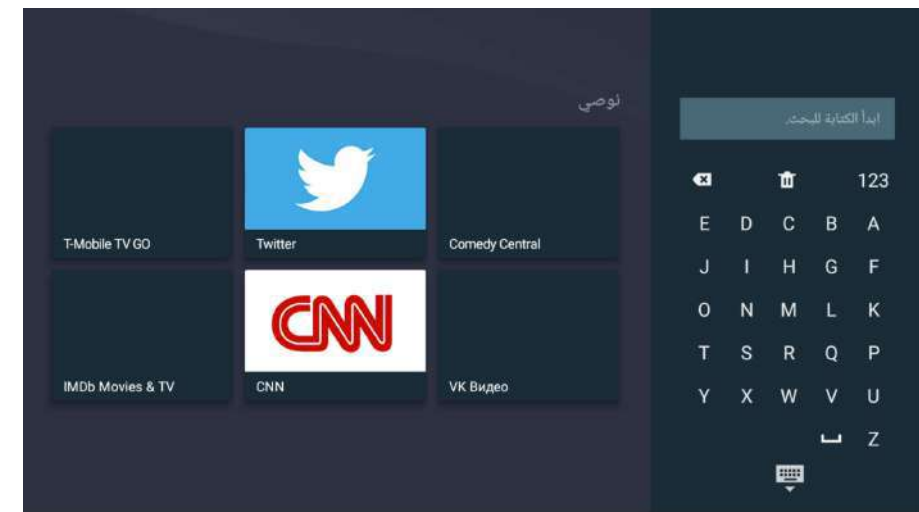 نوصي
ابدأ الكتابة للبحث.
123
E D C B A
J I H G F
O N M L K
T S R Q P
Y X W V U
Z
T-Mobile TV GO
Twitter
Comedy Central
CNN
IMDb Movies & TV
CNN
VK Видео